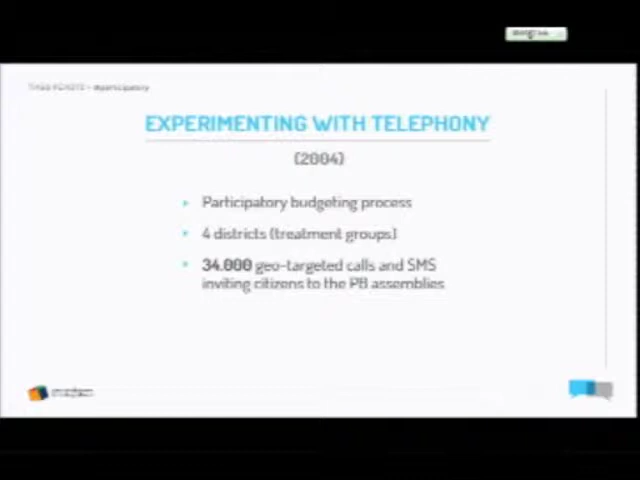 EXPERIMENTING WITH TELEPHONY
(2004)
Participatory budgeting process
4 districts (treatment groups)
34.000 geo-targeted calls and SMS
inviting citizens to the PB assemblies